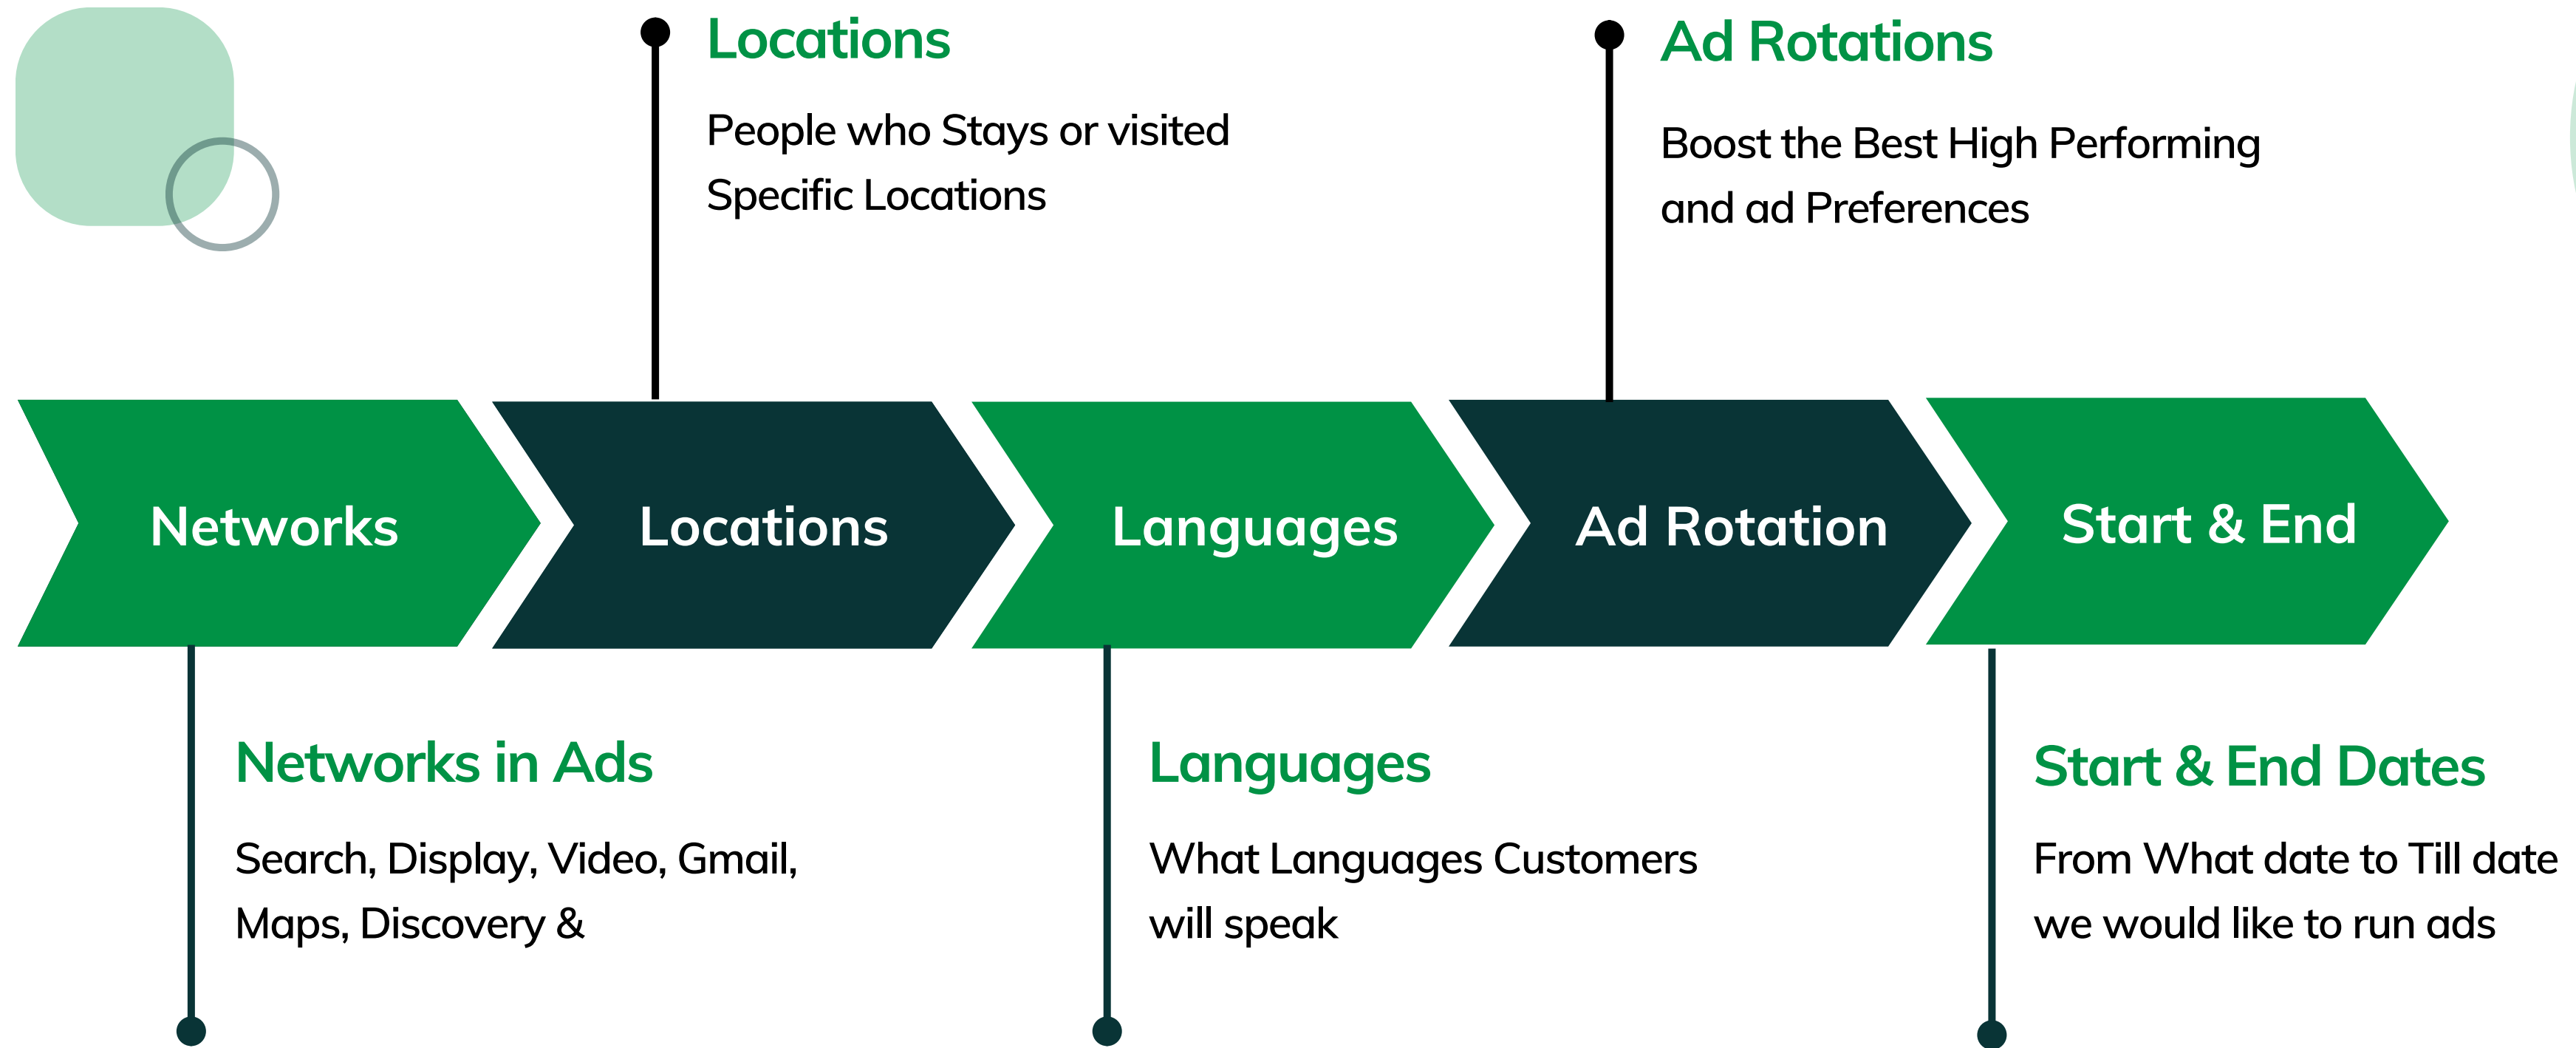 Locations
People who Stays or visited
Specific Locations
Ad Rotations
Boost the Best High Performing
and ad Preferences
Networks
Locations
Languages
Ad Rotation
Start & End
Networks in Ads
Search, Display, Video, Gmail,
Maps, Discovery &
Languages
What Languages Customers
will speak
Start & End Dates
From What date to Till date
we would like to run ads